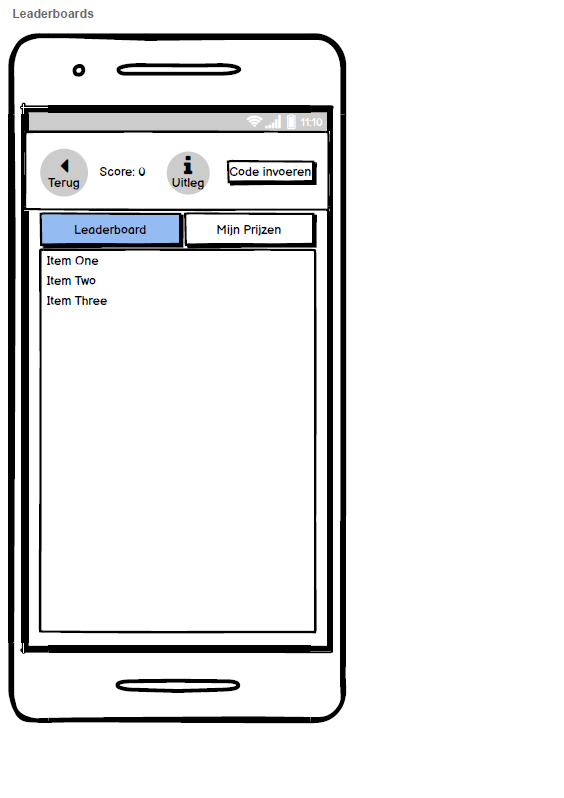 Leaderboards
11:10
Terug
Score: 0
Uitleg
Code invoeren
Leaderboard
Mijn Prijzen
Item One
Item Two
Item Three